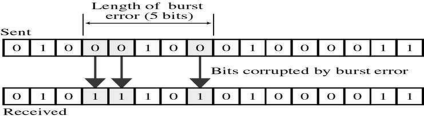 Length of burst
error (5 bits)
Sent
0 1 0 0 0 1 0 0 0 1 0 0 0 0 1 1
Bits corrupted by burst error
0 1 0 1 1 1 0 1 0 1 0 0 0 0 1 1
Received